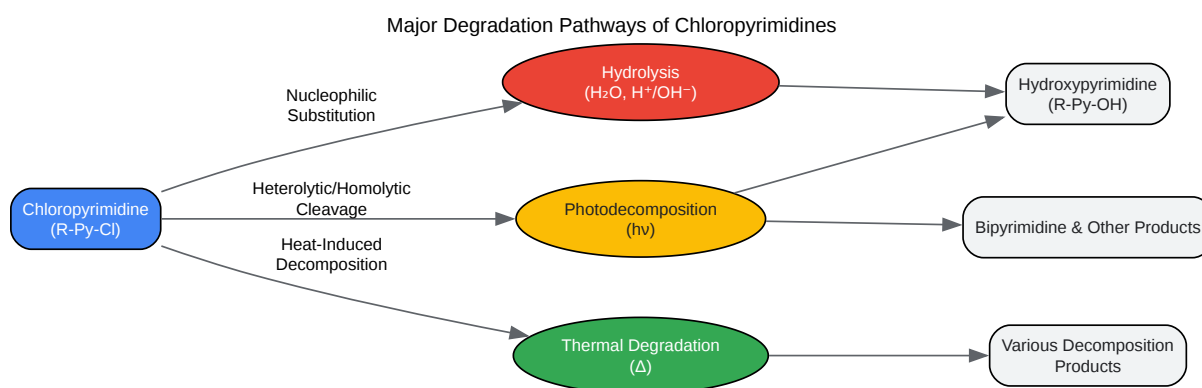 Major Degradation Pathways of Chloropyrimidines
Hydrolysis
(H₂O, H⁺/OH⁻)
Hydroxypyrimidine
(R-Py-OH)
Nucleophilic
Substitution
Chloropyrimidine
(R-Py-Cl)
Heterolytic/Homolytic
Cleavage
Photodecomposition
(hν)
Bipyrimidine & Other Products
Heat-Induced
Decomposition
Thermal Degradation
(Δ)
Various Decomposition
Products